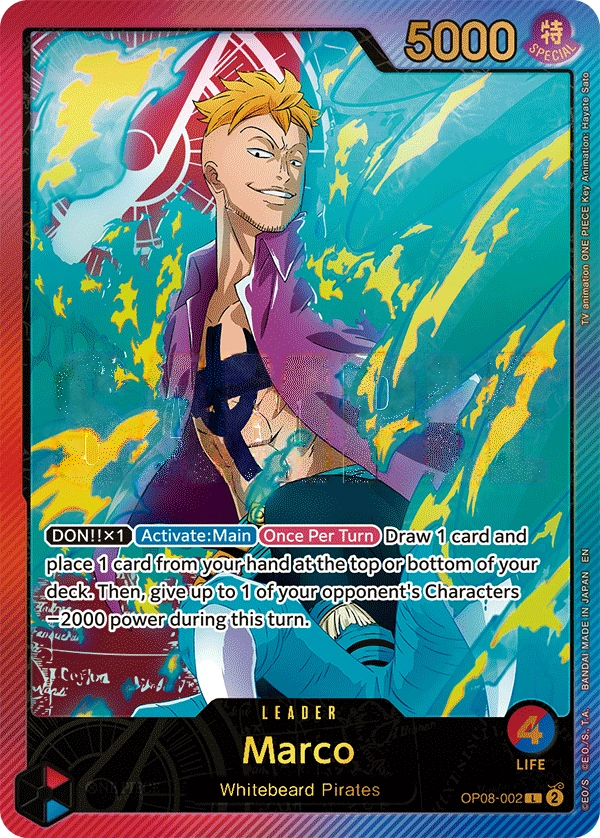 5000 特
SPECIAL
DON!!×1 Activate:Main Once Per Turn Draw 1 card and
place 1 card from your hand at the top or bottom of your
deck. Then, give up to 1 of your opponent's Characters
−2000 power during this turn.
LEADER
Marco
Whitebeard Pirates
4
LIFE
OP08-002 L 2
TV animation ONE PIECE Key Animation: Hayate Sato
©E.O/S ©E.O./S., T.A. BANDAI MADE IN JAPAN EN
ONE PIECE